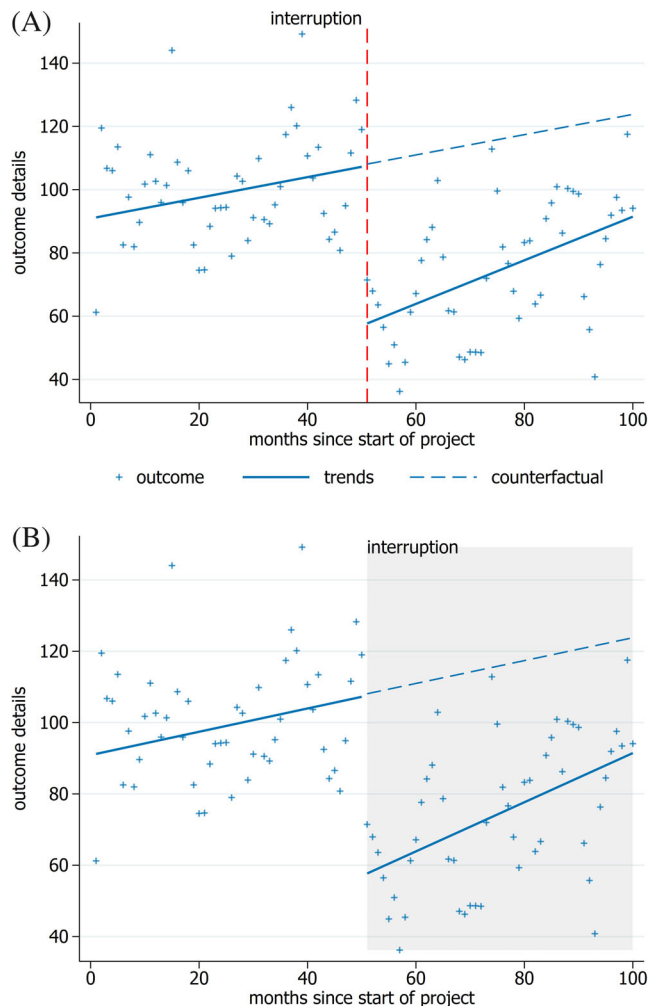 (A)
interruption
140
120
100
80
60
40
outcome details
0 20 40 60 80 100
months since start of project
outcome trends counterfactual
(B)
interruption
140
120
100
80
60
40
outcome details
0 20 40 60 80 100
months since start of project